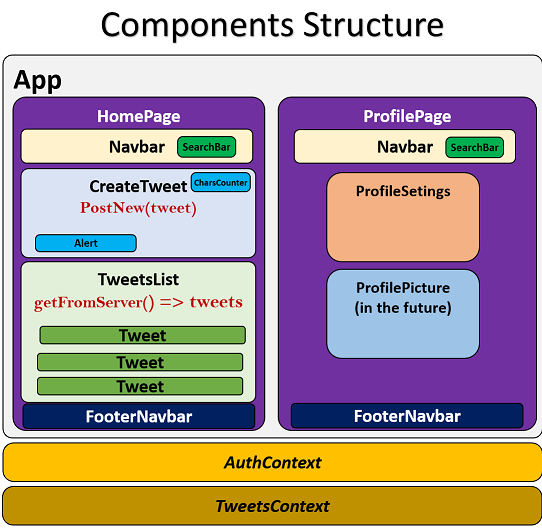 Components Structure
App
HomePage
Navbar
SearchBar
CreateTweet
CharsCounter
PostNew(tweet)
Alert
TweetsList
getFromServer() => tweets
Tweet
Tweet
Tweet
FooterNavbar
ProfilePage
Navbar
SearchBar
ProfileSetings
ProfilePicture
(in the future)
FooterNavbar
AuthContext
TweetsContext